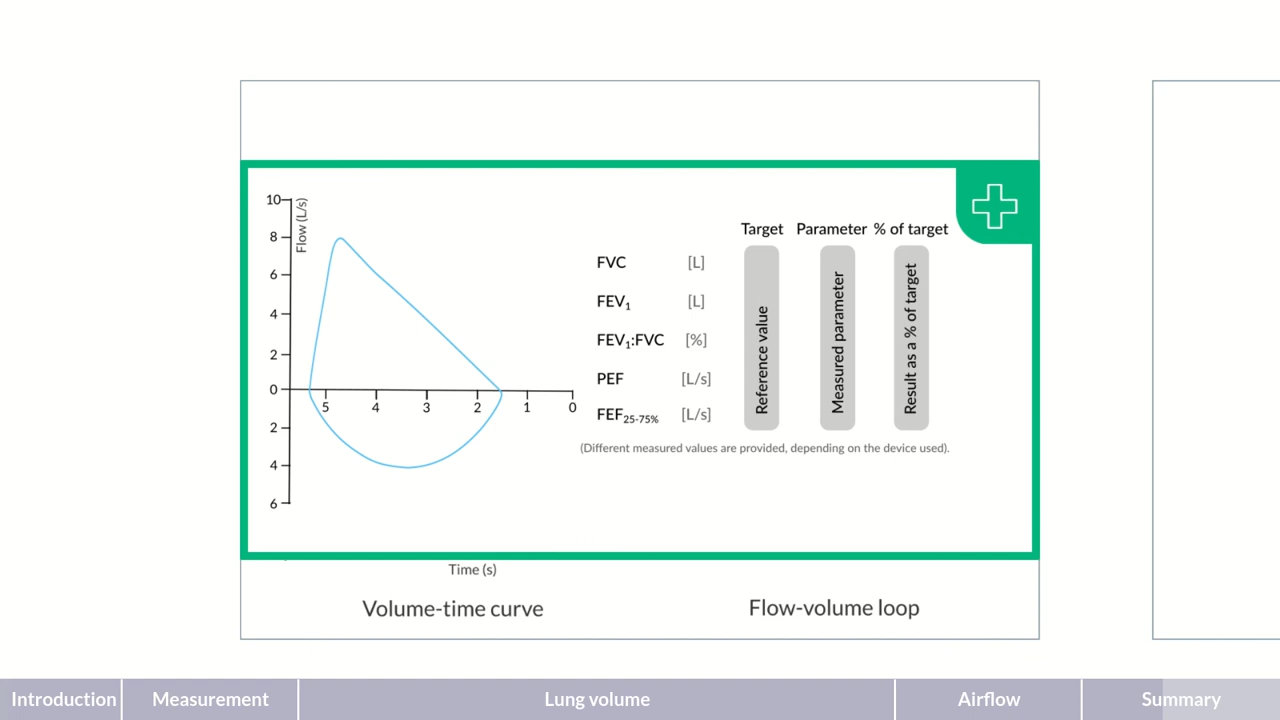 10
8
6
4
2
0
2
4
6
Flow (L/s)
5 4 3 2 1 0
Target Parameter % of target
FVC [L]
FEV1 [L]
FEV1:FVC [%]
PEF [L/s]
FEF25-75% [L/s]
Reference value
Measured parameter
Result as a % of target
(Different measured values are provided, depending on the device used).
Time (s)
Volume-time curve Flow-volume loop
Introduction Measurement Lung volume Airflow Summary